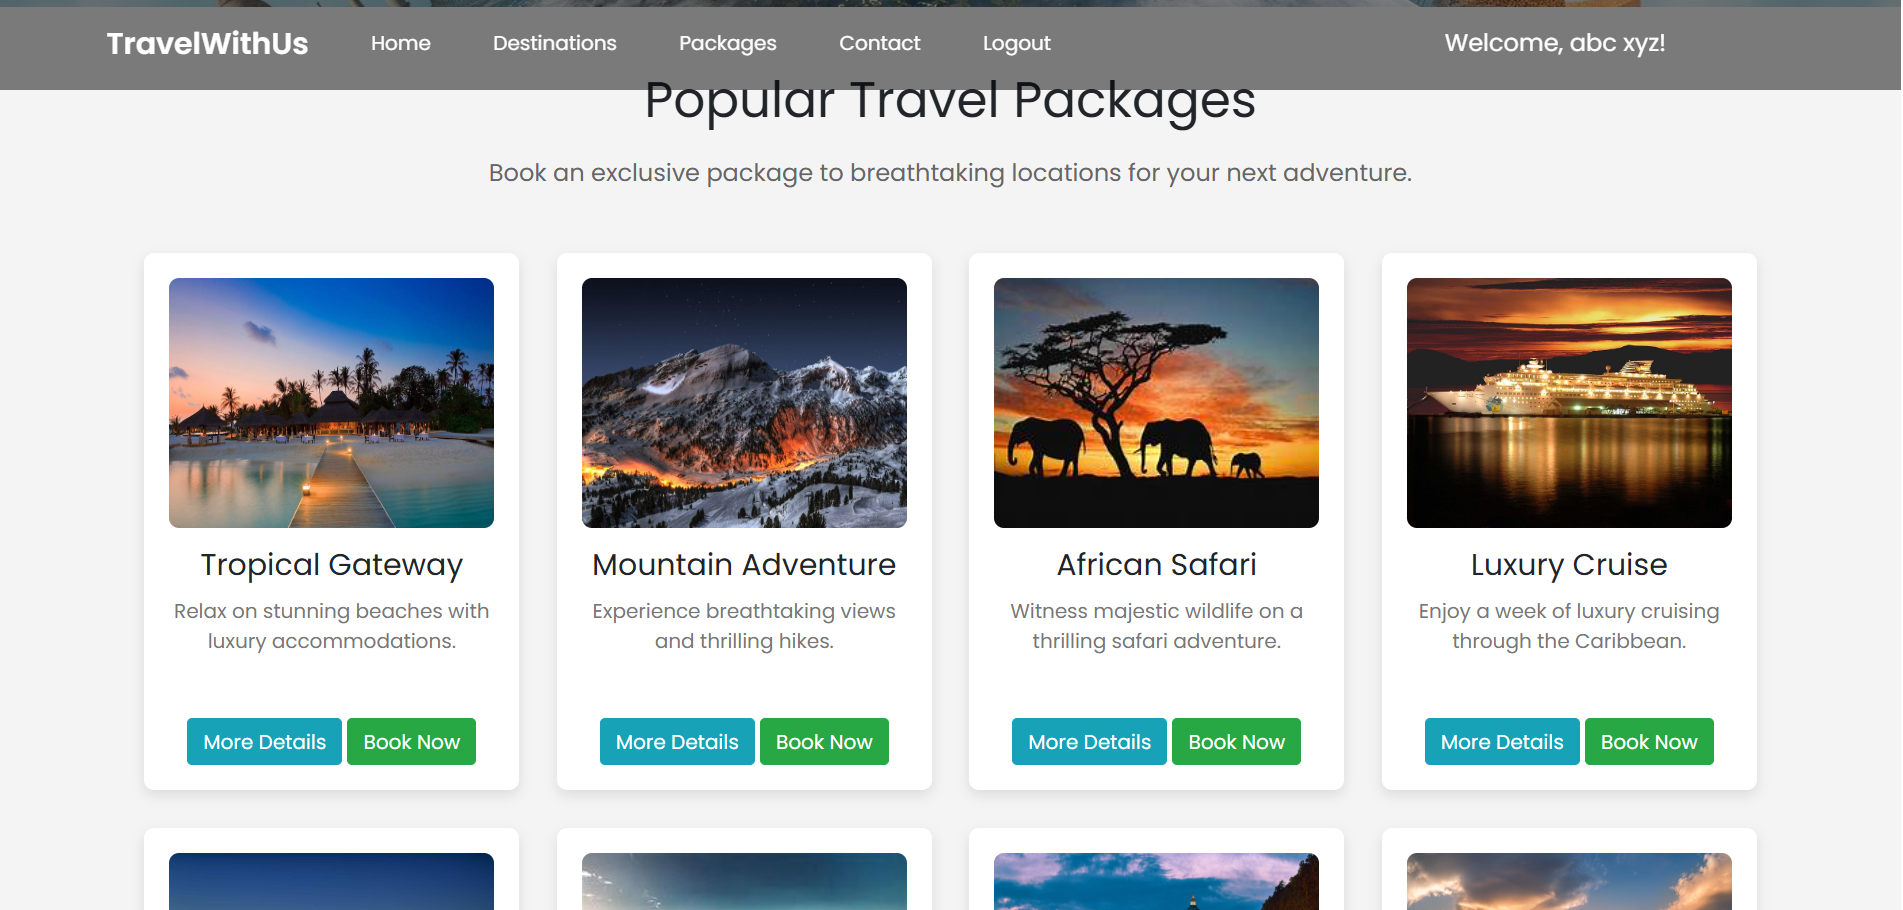 TravelWithUs Home Destinations Packages Contact Logout Welcome, abc xyz!
Popular Travel Packages
Book an exclusive package to breathtaking locations for your next adventure.
Tropical Gateway
Relax on stunning beaches with
luxury accommodations.
More Details Book Now
Mountain Adventure
Experience breathtaking views
and thrilling hikes.
More Details Book Now
African Safari
Witness majestic wildlife on a
thrilling safari adventure.
More Details Book Now
Luxury Cruise
Enjoy a week of luxury cruising
through the Caribbean.
More Details Book Now